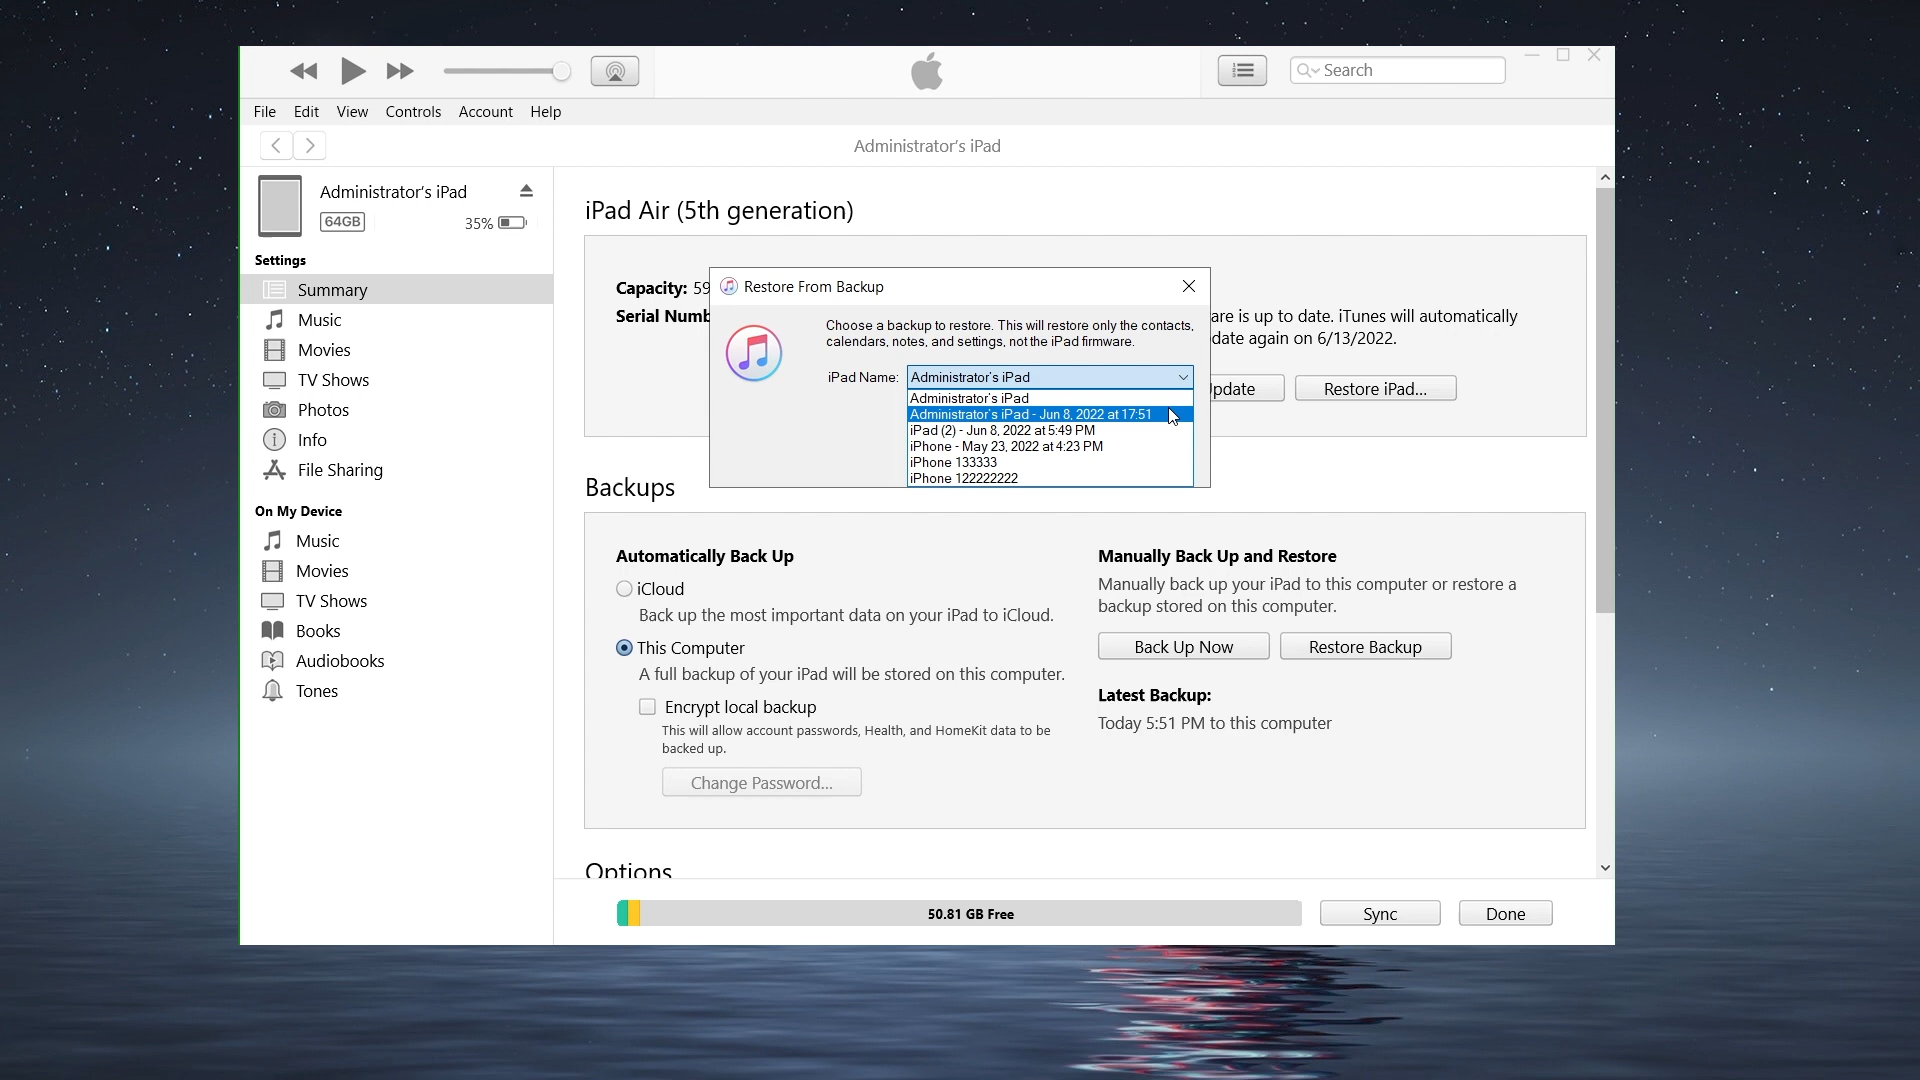 Search
File Edit View Controls Account Help
Administrator's iPad
Administrator's iPad
64GB
35%
Settings
Summary
Music
Movies
TV Shows
Photos
Info
File Sharing
On My Device
Music
Movies
TV Shows
Books
Audiobooks
Tones
iPad Air (5th generation)
Capacity: 59
Serial Numb
are is up to date. iTunes will automatically
date again on 6/13/2022.
pdate
Restore iPad...
Restore From Backup
Choose a backup to restore. This will restore only the contacts,
calendars, notes, and settings, not the iPad firmware.
iPad Name: Administrator's iPad
Administrator's iPad
Administrator's iPad - Jun 8, 2022 at 17:51
iPad (2) - Jun 8, 2022 at 5:49 PM
iPhone - May 23, 2022 at 4:23 PM
iPhone 133333
iPhone 122222222
Backups
Automatically Back Up
iCloud
Back up the most important data on your iPad to iCloud.
This Computer
A full backup of your iPad will be stored on this computer.
Encrypt local backup
This will allow account passwords, Health, and HomeKit data to be
backed up.
Change Password...
Manually Back Up and Restore
Manually back up your iPad to this computer or restore a
backup stored on this computer.
Back Up Now
Restore Backup
Latest Backup:
Today 5:51 PM to this computer
Options
50.81 GB Free
Sync
Done